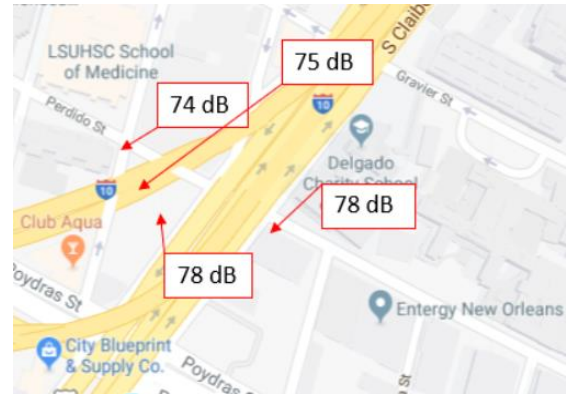 S Claib
LSUHSC School
of Medicine
75 dB
Gravier St
74 dB
10
Perdido St
Delgado
Charity School
10
78 dB
Club Aqua
78 dB
Poydras St
Entergy New Orleans
City Blueprint
& Supply Co.
Poydras
St